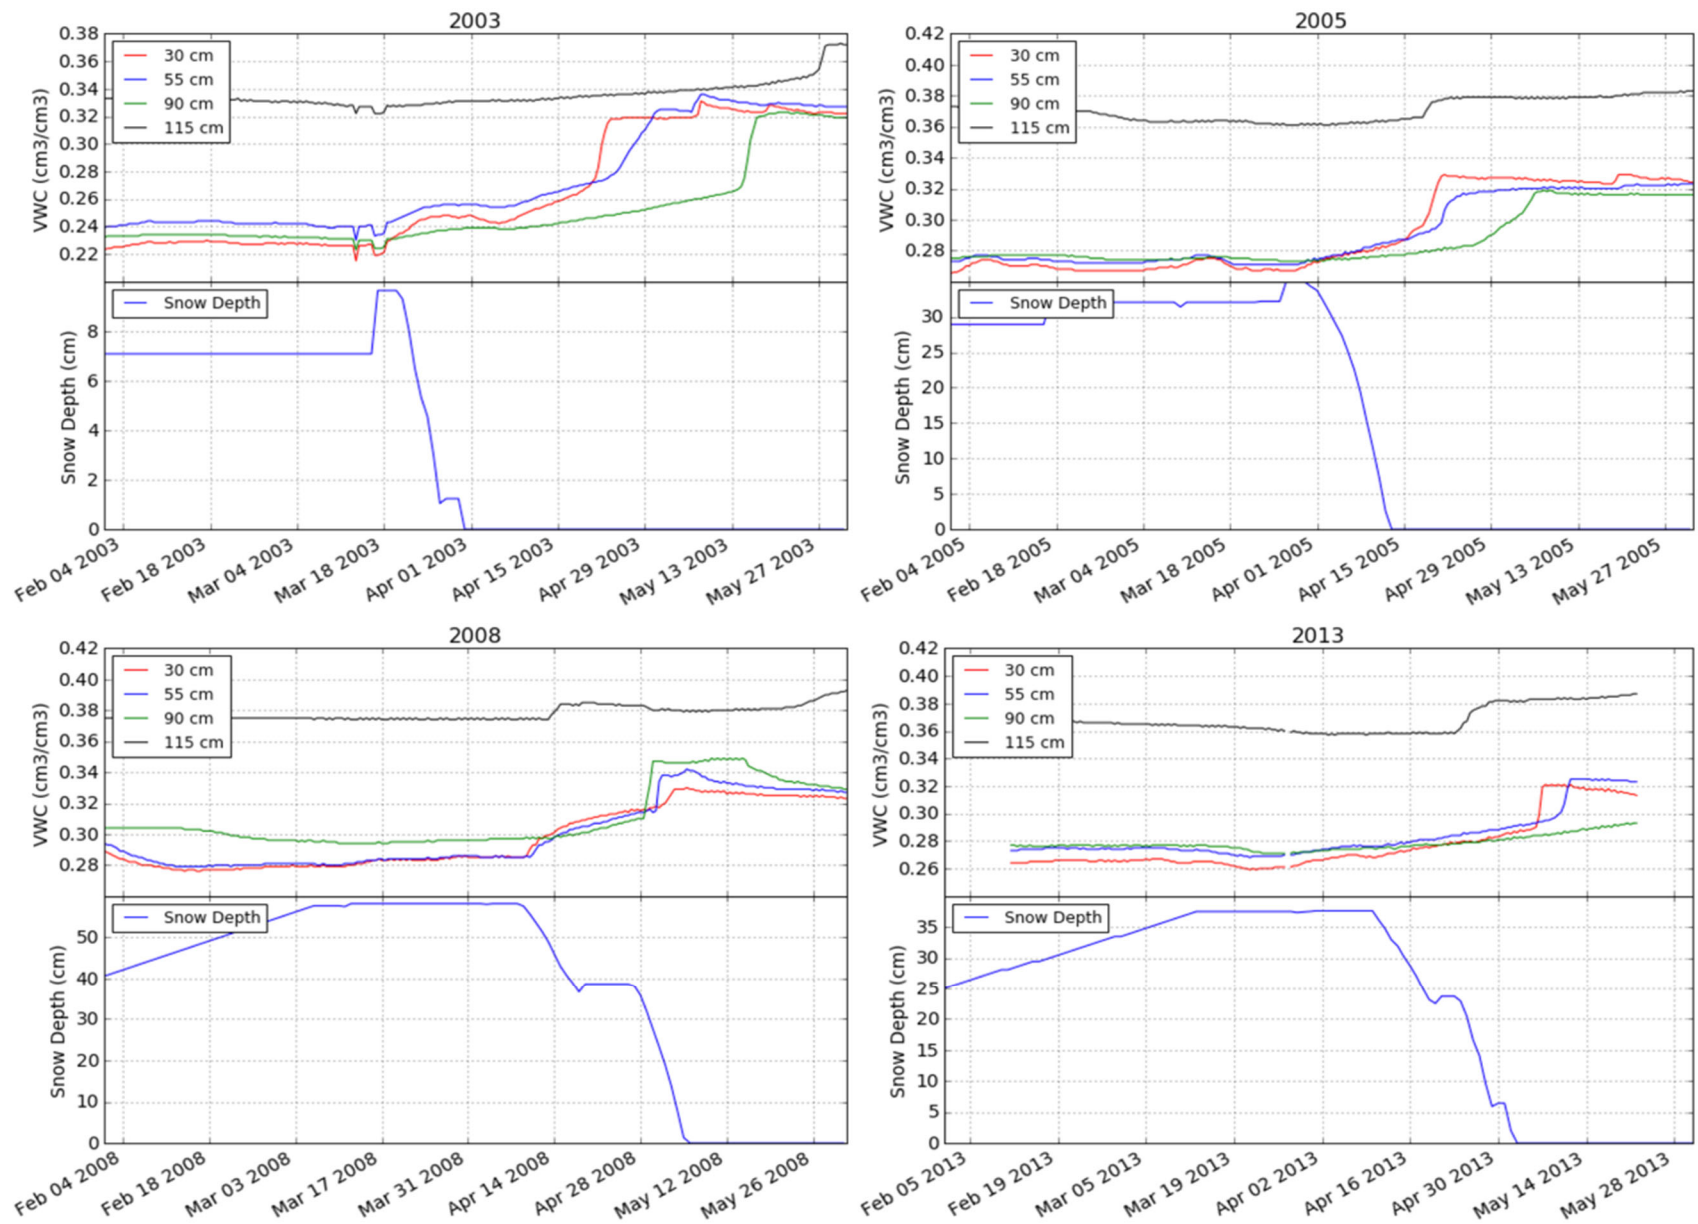 2003
0.38
0.36
0.34
0.32
0.30
0.28
0.26
0.24
0.22
VWC (cm3/cm3)
30 cm
55 cm
90 cm
115 cm
8
6
4
2
0
Snow Depth (cm)
Snow Depth
Feb 04 2003
Feb 18 2003
Mar 04 2003
Mar 18 2003
Apr 01 2003
Apr 15 2003
Apr 29 2003
May 13 2003
May 27 2003
2005
0.42
0.40
0.38
0.36
0.34
0.32
0.30
0.28
VWC (cm3/cm3)
30 cm
55 cm
90 cm
115 cm
30
25
20
15
10
5
0
Snow Depth (cm)
Snow Depth
Feb 04 2005
Feb 18 2005
Mar 04 2005
Mar 18 2005
Apr 01 2005
Apr 15 2005
Apr 29 2005
May 13 2005
May 27 2005
2008
0.42
0.40
0.38
0.36
0.34
0.32
0.30
0.28
VWC (cm3/cm3)
30 cm
55 cm
90 cm
115 cm
50
40
30
20
10
0
Snow Depth (cm)
Snow Depth
Feb 04 2008
Feb 18 2008
Mar 03 2008
Mar 17 2008
Mar 31 2008
Apr 14 2008
Apr 28 2008
May 12 2008
May 26 2008
2013
0.42
0.40
0.38
0.36
0.34
0.32
0.30
0.28
0.26
VWC (cm3/cm3)
30 cm
55 cm
90 cm
115 cm
35
30
25
20
15
10
5
0
Snow Depth (cm)
Snow Depth
Feb 05 2013
Feb 19 2013
Mar 05 2013
Mar 19 2013
Apr 02 2013
Apr 16 2013
Apr 30 2013
May 14 2013
May 28 2013